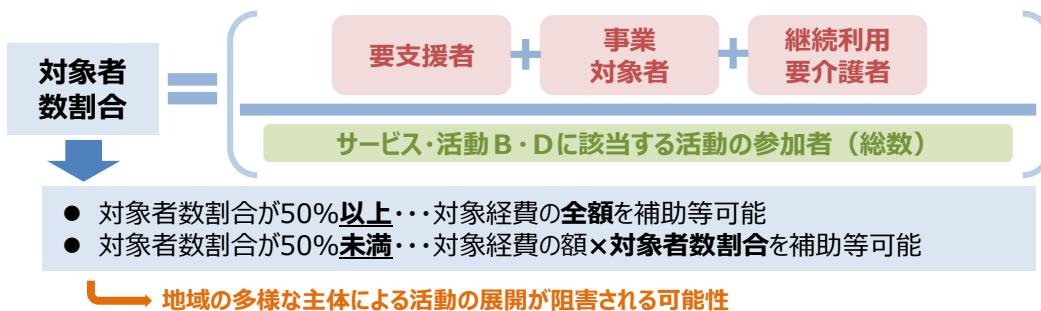 対象者
数割合
=
要支援者
+
事業
対象者
+
継続利用
要介護者
サービス・活動B・Dに該当する活動の参加者（総数）
● 対象者数割合が50%以上･･･対象経費の全額を補助等可能
● 対象者数割合が50%未満･･･対象経費の額×対象者数割合を補助等可能
地域の多様な主体による活動の展開が阻害される可能性